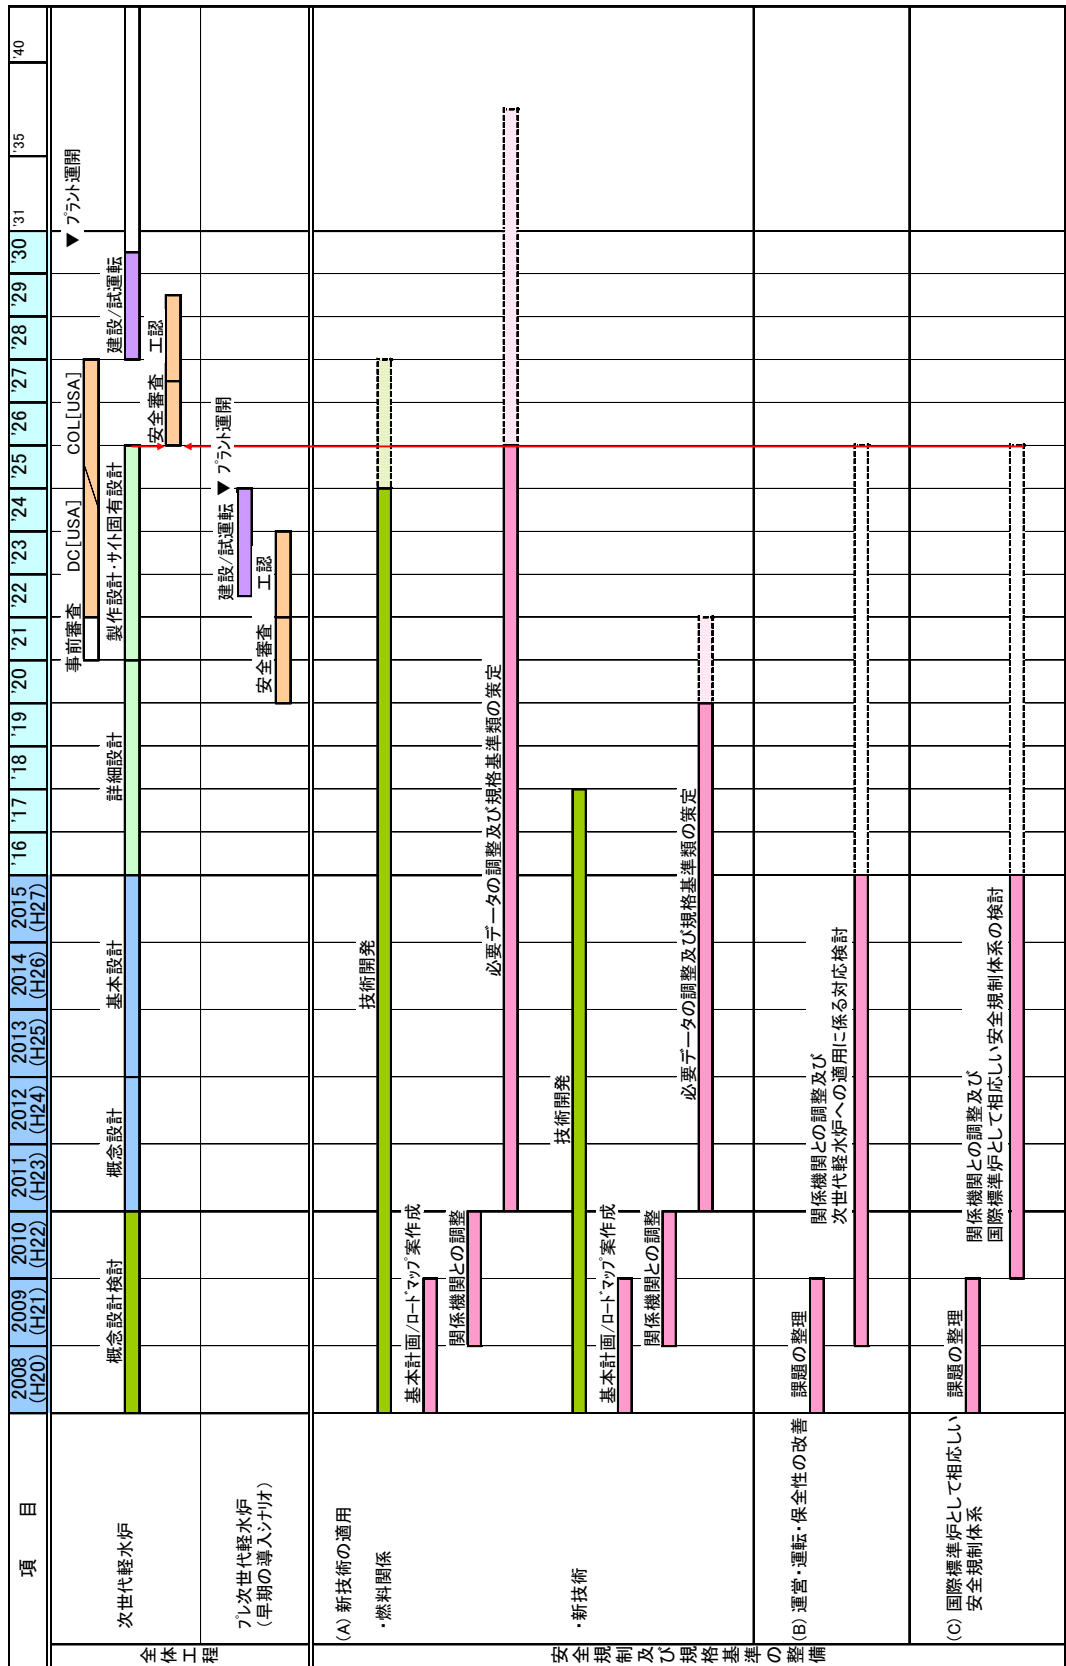 項　目
2008
(H20)
2009
(H21)
2010
(H22)
2011
(H23)
2012
(H24)
2013
(H25)
2014
(H26)
2015
(H27)
'16
'17
'18
'19
'20
'21
'22
'23
'24
'25
'26
'27
'28
'29
'30
'31
'35
'40
全体工程
次世代軽水炉
事前審査
DC[USA]
COL[USA]
▼ プラント運開
概念設計検討
概念設計
基本設計
詳細設計
製作設計・サイト固有設計
建設/試運転
安全審査
工認
プレ次世代軽水炉
(早期の導入シナリオ)
建設/試運転
▼ プラント運開
安全審査
工認
安全規制及び規格基準の整備
(A) 新技術の適用
・燃料関係
技術開発
基本計画/ロードマップ案作成
関係機関との調整
必要データの調整及び規格基準類の策定
・新技術
技術開発
基本計画/ロードマップ案作成
関係機関との調整
必要データの調整及び規格基準類の策定
(B) 運営・運転・保全性の改善
課題の整理
関係機関との調整及び
次世代軽水炉への適用に係る対応検討
(C) 国際標準炉として相応しい
安全規制体系
課題の整理
関係機関との調整及び
国際標準炉として相応しい安全規制体系の検討